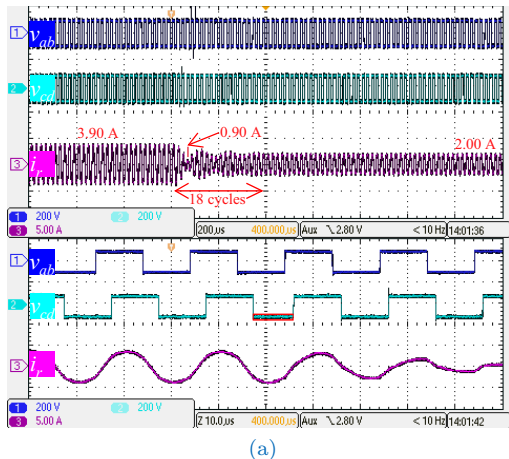 1 v_ab
2 v_cd
3.90 A 0.90 A 2.00 A
3 i_r
18 cycles
1 200 V 2 200 V
3 5.00 A 200,us 400.000,us Aux 2.80 V < 10 Hz 14:01:36
1 v_ab
2 v_cd
3 i_r
1 200 V 2 200 V
3 5.00 A Z 10.0,us 400.000,us Aux 2.80 V < 10 Hz 14:01:42
(a)